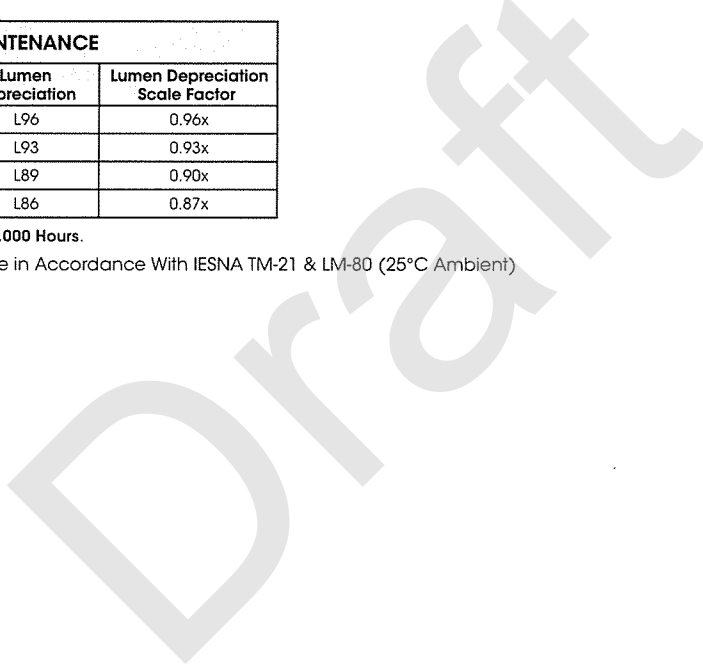 NTENANCE
Lumen Lumen Depreciation
preciation Scale Factor
L96 0.96x
L93 0.93x
L89 0.90x
L86 0.87x
,000 Hours.
e in Accordance With IESNA TM-21 & LM-80 (25°C Ambient)
Draft